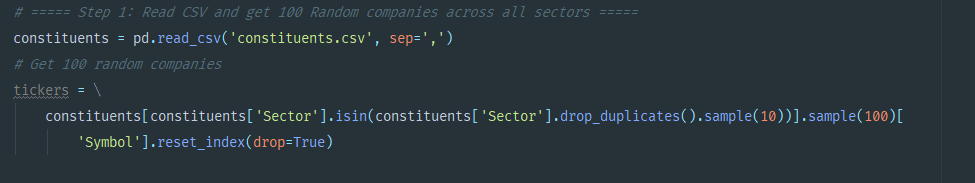 # ===== Step 1: Read CSV and get 100 Random companies across all sectors =====
constituents = pd.read_csv('constituents.csv', sep=',')
# Get 100 random companies
tickers = \
    constituents[constituents['Sector'].isin(constituents['Sector'].drop_duplicates().sample(10))].sample(100)[
        'Symbol'].reset_index(drop=True)